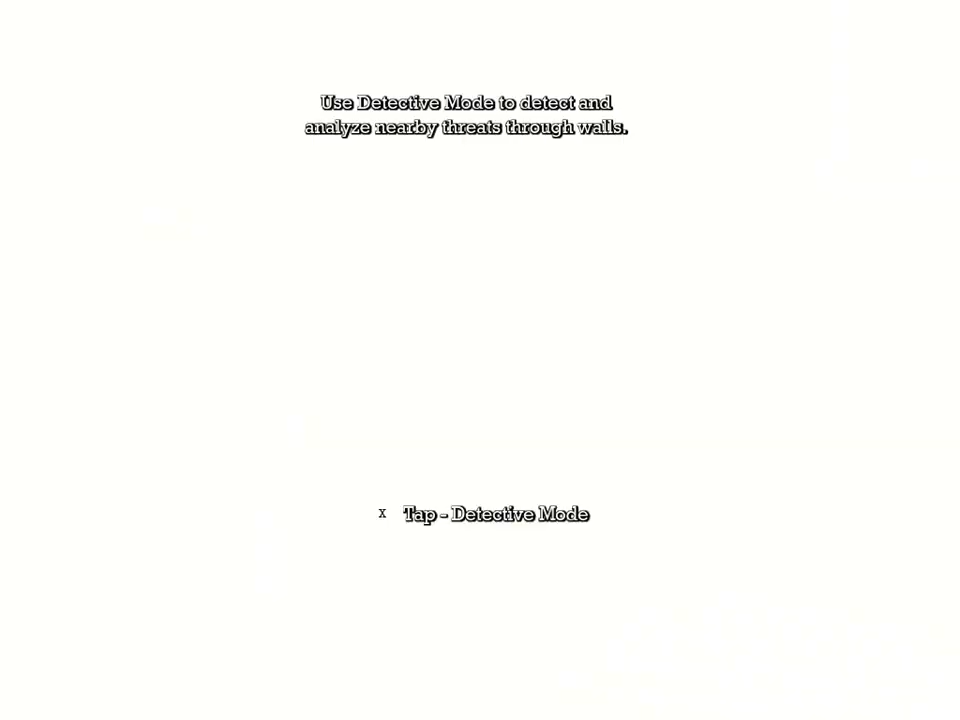 Use Detective Mode to detect and
analyze nearby threats through walls.
X Tap - Detective Mode